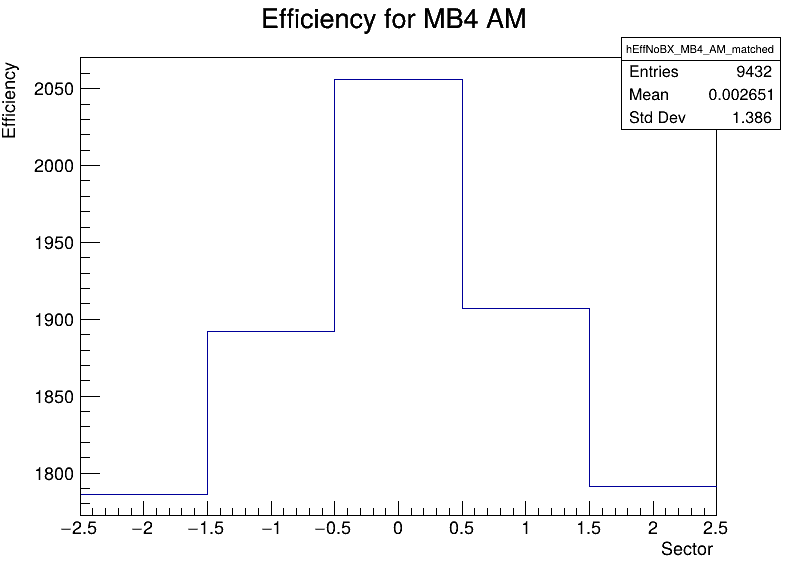 Efficiency for MB4 AM
hEffNoBX_MB4_AM_matched
Entries 9432
Mean 0.002651
Std Dev 1.386
Efficiency
2050
2000
1950
1900
1850
1800
−2.5 −2 −1.5 −1 −0.5 0 0.5 1 1.5 2 2.5
Sector